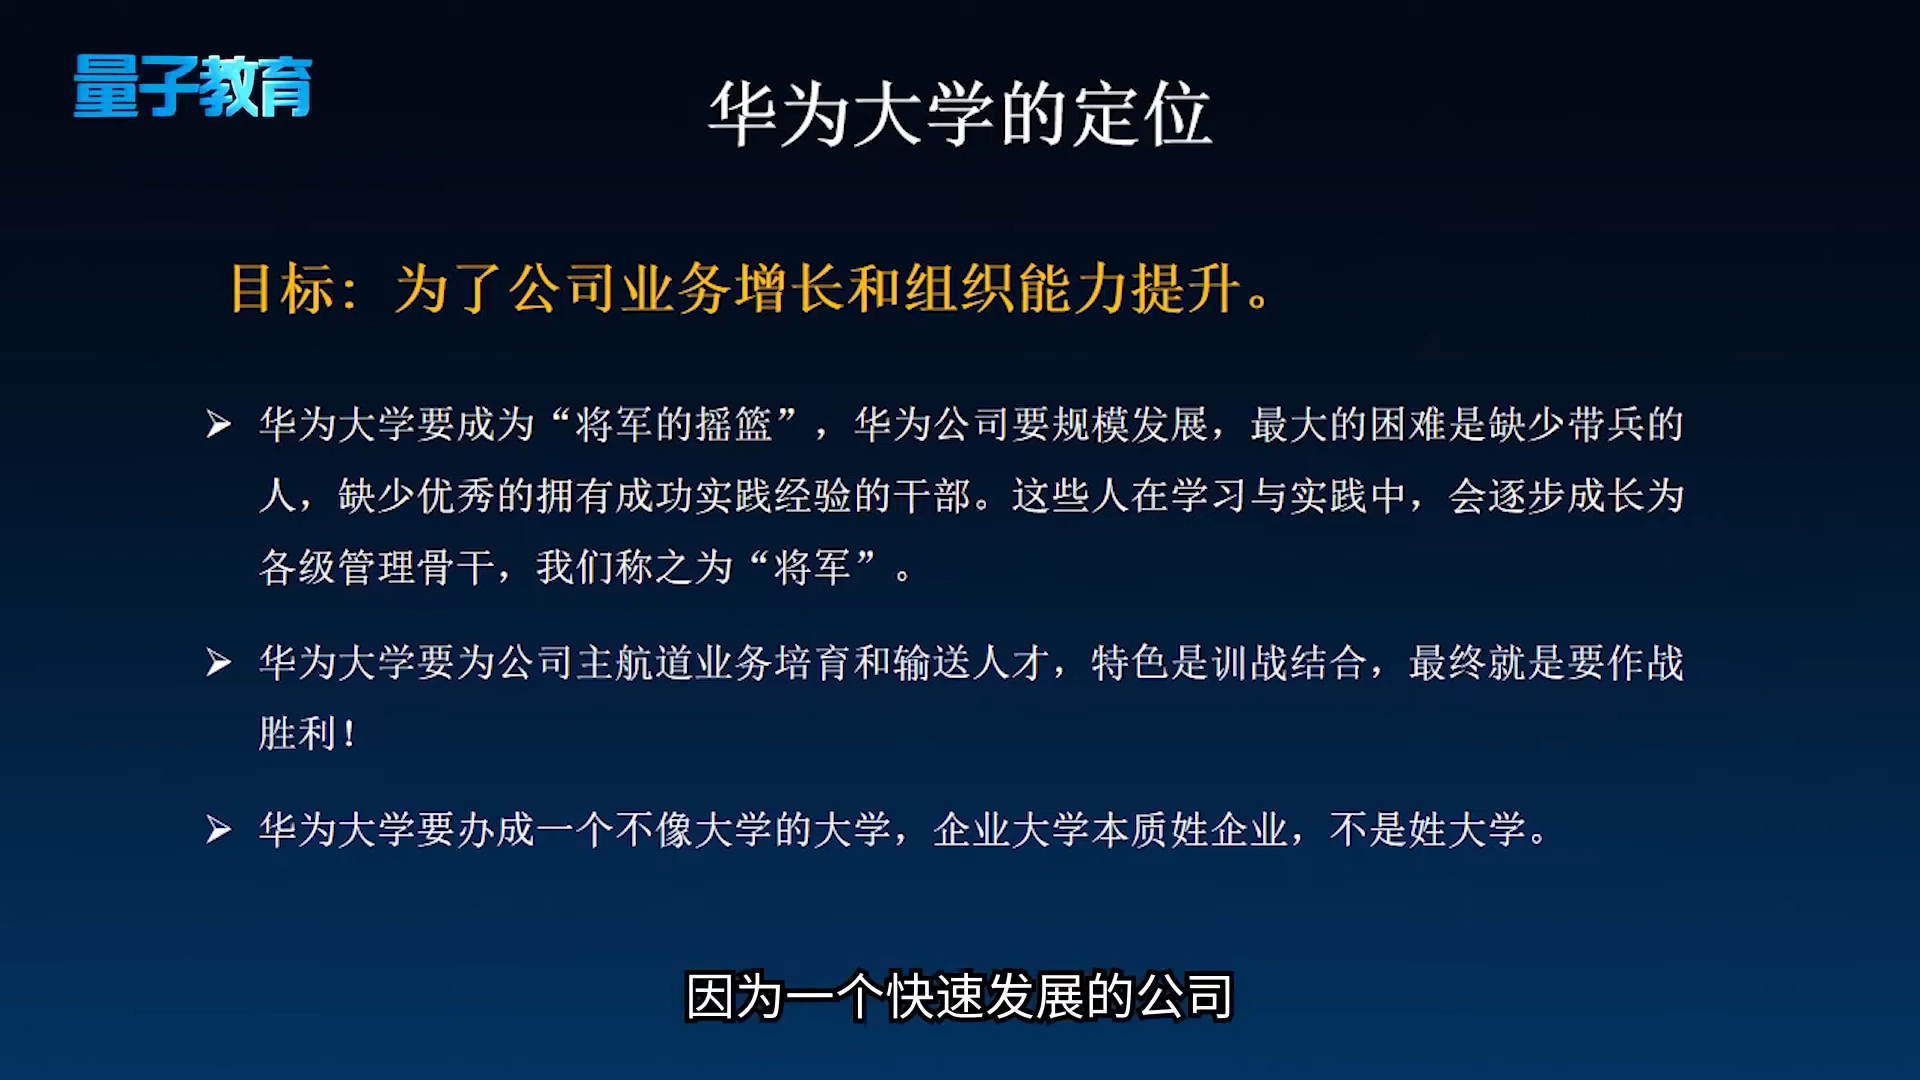 量子教育
华为大学的定位
目标：为了公司业务增长和组织能力提升。
➢ 华为大学要成为“将军的摇篮”，华为公司要规模发展，最大的困难是缺少带兵的
人，缺少优秀的拥有成功实践经验的干部。这些人在学习与实践中，会逐步成长为
各级管理骨干，我们称之为“将军”。
➢ 华为大学要为公司主航道业务培育和输送人才，特色是训战结合，最终就是要作战
胜利！
➢ 华为大学要办成一个不像大学的大学，企业大学本质姓企业，不是姓大学。
因为一个快速发展的公司